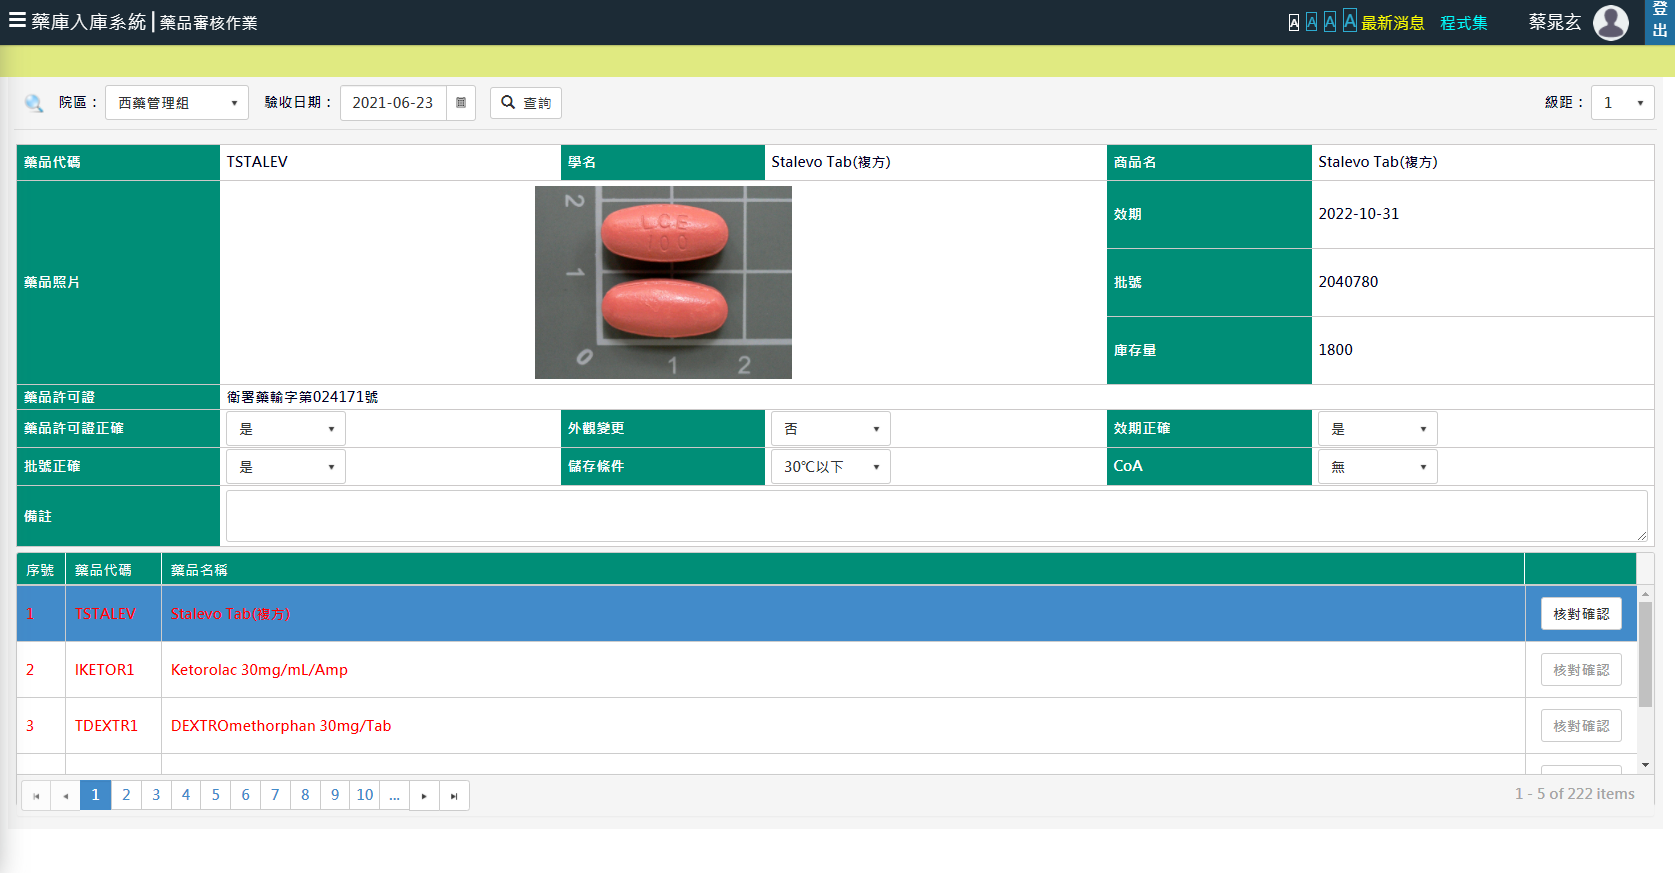 藥庫入庫系統 | 藥品審核作業
A A A A 最新消息 程式集 蔡晁玄 登出
院區： 西藥管理組 驗收日期： 2021-06-23 查詢 級距： 1
藥品代碼 TSTALEV 學名 Stalevo Tab(複方) 商品名 Stalevo Tab(複方)
藥品照片
2
LCE
100
1
0 1 2
效期 2022-10-31
批號 2040780
庫存量 1800
藥品許可證 衛署藥輸字第024171號
藥品許可證正確 是 外觀變更 否 效期正確 是
批號正確 是 儲存條件 30℃以下 CoA 無
備註
序號 藥品代碼 藥品名稱
1 TSTALEV Stalevo Tab(複方) 核對確認
2 IKETOR1 Ketorolac 30mg/mL/Amp 核對確認
3 TDEXTR1 DEXTROmethorphan 30mg/Tab 核對確認
1 2 3 4 5 6 7 8 9 10 ... 1 - 5 of 222 items